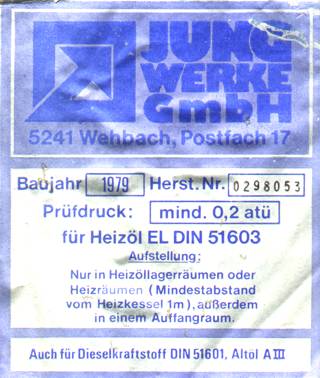 JUNG
WERKE
GmbH
5241 Wehbach, Postfach 17
Baujahr 1979 Herst. Nr. 0298053
Prüfdruck: mind. 0,2 atü
für Heizöl EL DIN 51603
Aufstellung:
Nur in Heizöllagerräumen oder
Heizräumen (Mindestabstand
vom Heizkessel 1m), außerdem
in einem Auffangraum.
Auch für Dieselkraftstoff DIN 51601, Altöl A III